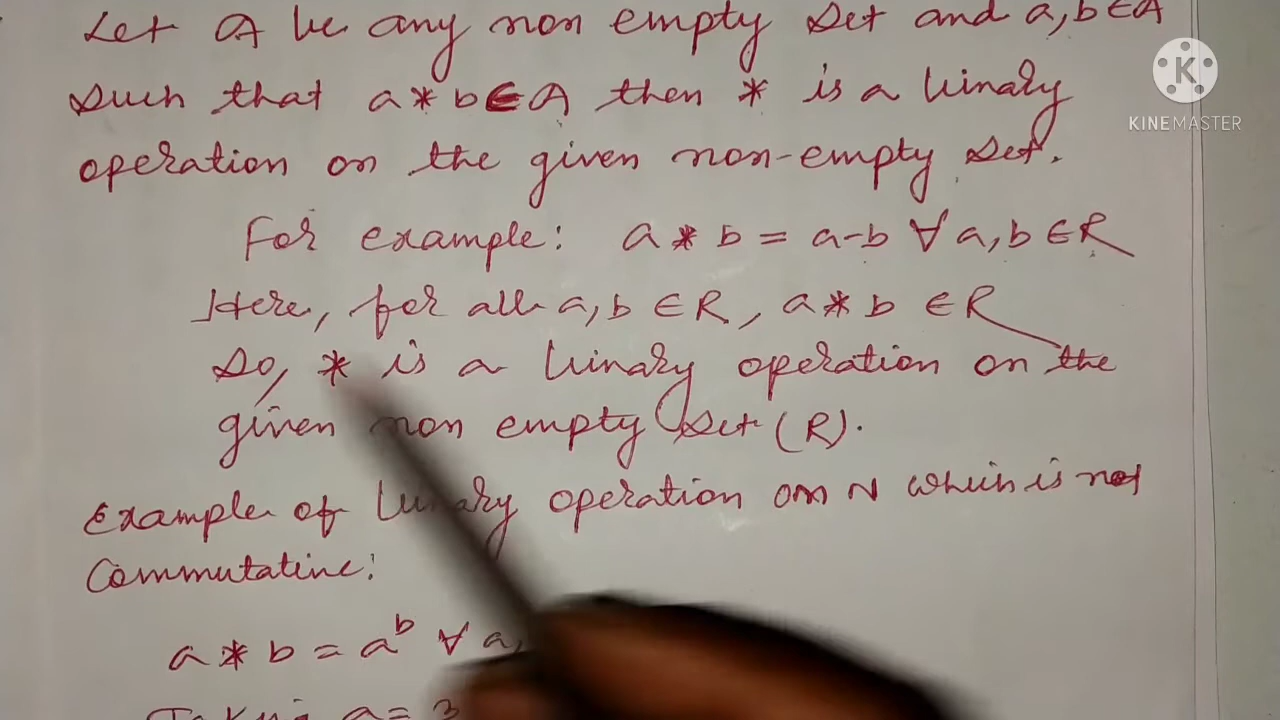 Let A be any non empty set and a, b ∈ A
such that a * b ∈ A then * is a binary
operation on the given non-empty set.
For example: a * b = a-b ∀ a, b ∈ R
Here, for all a, b ∈ R, a * b ∈ R
So, * is a binary operation on the
given non empty set (R).
Example of binary operation on N which is not
Commutative:
a * b = a^b ∀ a,
Taking a = 3
K
KINEMASTER